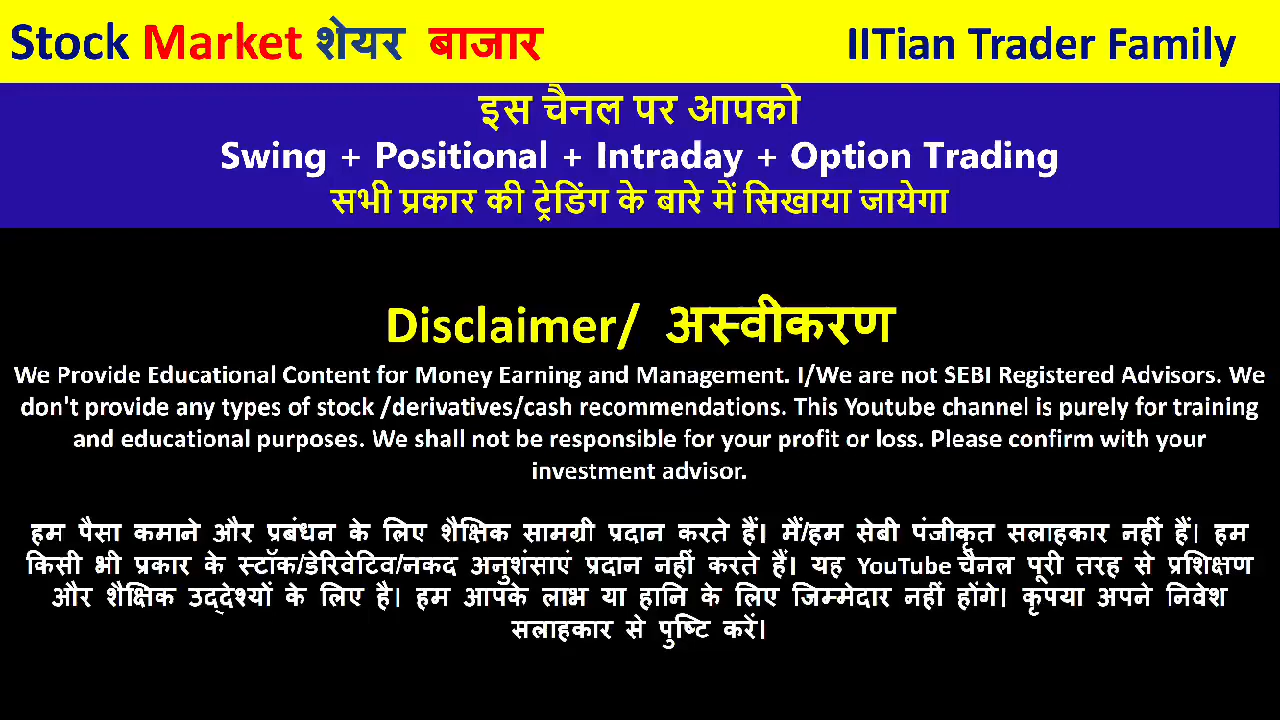 Stock Market शेयर बाजार
IITian Trader Family
इस चैनल पर आपको
Swing + Positional + Intraday + Option Trading
सभी प्रकार की ट्रेडिंग के बारे में सिखाया जायेगा
Disclaimer/ अस्वीकरण
We Provide Educational Content for Money Earning and Management. I/We are not SEBI Registered Advisors. We
don't provide any types of stock /derivatives/cash recommendations. This Youtube channel is purely for training
and educational purposes. We shall not be responsible for your profit or loss. Please confirm with your
investment advisor.
हम पैसा कमाने और प्रबंधन के लिए शैक्षिक सामग्री प्रदान करते हैं। मैं/हम सेबी पंजीकृत सलाहकार नहीं हैं। हम
किसी भी प्रकार के स्टॉक/डेरिवेटिव/नकद अनुशंसाएं प्रदान नहीं करते हैं। यह YouTube चैनल पूरी तरह से प्रशिक्षण
और शैक्षिक उद्देश्यों के लिए है। हम आपके लाभ या हानि के लिए जिम्मेदार नहीं होंगे। कृपया अपने निवेश
सलाहकार से पुष्टि करें।